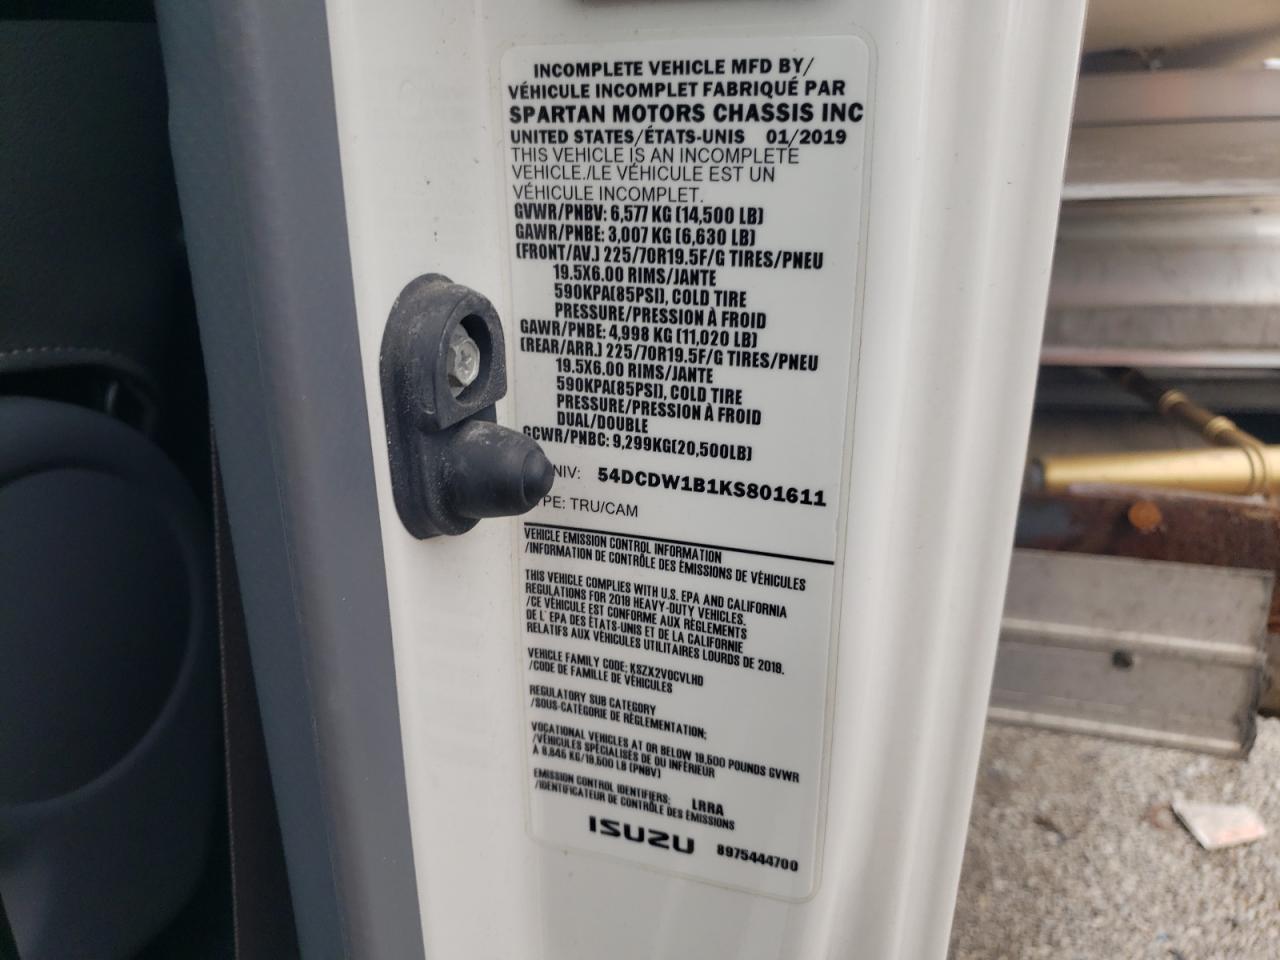 INCOMPLETE VEHICLE MFD BY/
VÉHICULE INCOMPLET FABRIQUÉ PAR
SPARTAN MOTORS CHASSIS INC
UNITED STATES/ÉTATS-UNIS 01/2019
THIS VEHICLE IS AN INCOMPLETE
VEHICLE./LE VÉHICULE EST UN
VÉHICULE INCOMPLET.
GVWR/PNBV: 6,577 KG (14,500 LB)
GAWR/PNBE: 3,007 KG (6,630 LB)
(FRONT/AV.) 225/70R19.5F/G TIRES/PNEU
19.5X6.00 RIMS/JANTE
590KPA(85PSI), COLD TIRE
PRESSURE/PRESSION À FROID
GAWR/PNBE: 4,998 KG (11,020 LB)
(REAR/ARR.) 225/70R19.5F/G TIRES/PNEU
19.5X6.00 RIMS/JANTE
590KPA(85PSI), COLD TIRE
PRESSURE/PRESSION À FROID
DUAL/DOUBLE
GCWR/PNBC: 9,299KG(20,500LB)
NIV: 54DCDW1B1KS801611
TRU/CAM
VEHICLE EMISSION CONTROL INFORMATION
/INFORMATION DE CONTRÔLE DES ÉMISSIONS DE VÉHICULES
THIS VEHICLE COMPLIES WITH U.S. EPA AND CALIFORNIA
REGULATIONS FOR 2019 HEAVY-DUTY VEHICLES.
/CE VÉHICULE EST CONFORME AUX RÈGLEMENTS
DE L' EPA DES ÉTATS-UNIS ET DE LA CALIFORNIE
RELATIFS AUX VÉHICULES UTILITAIRES LOURDS DE 2019.
VEHICLE FAMILY CODE: KSZX2VOCVLHD
/CODE DE FAMILLE DE VÉHICULES
REGULATORY SUB CATEGORY
/SOUS-CATÉGORIE DE RÈGLEMENTATION:
VOCATIONAL VEHICLES AT OR BELOW 19,500 POUNDS GVWR
/VÉHICULES SPÉCIALISÉS DE OU INFÉRIEUR
À 8,845 KG/19,500 LB (PNBV)
EMISSION CONTROL IDENTIFIERS: LRRA
/IDENTIFICATEUR DE CONTRÔLE DES ÉMISSIONS
ISUZU 8975444700